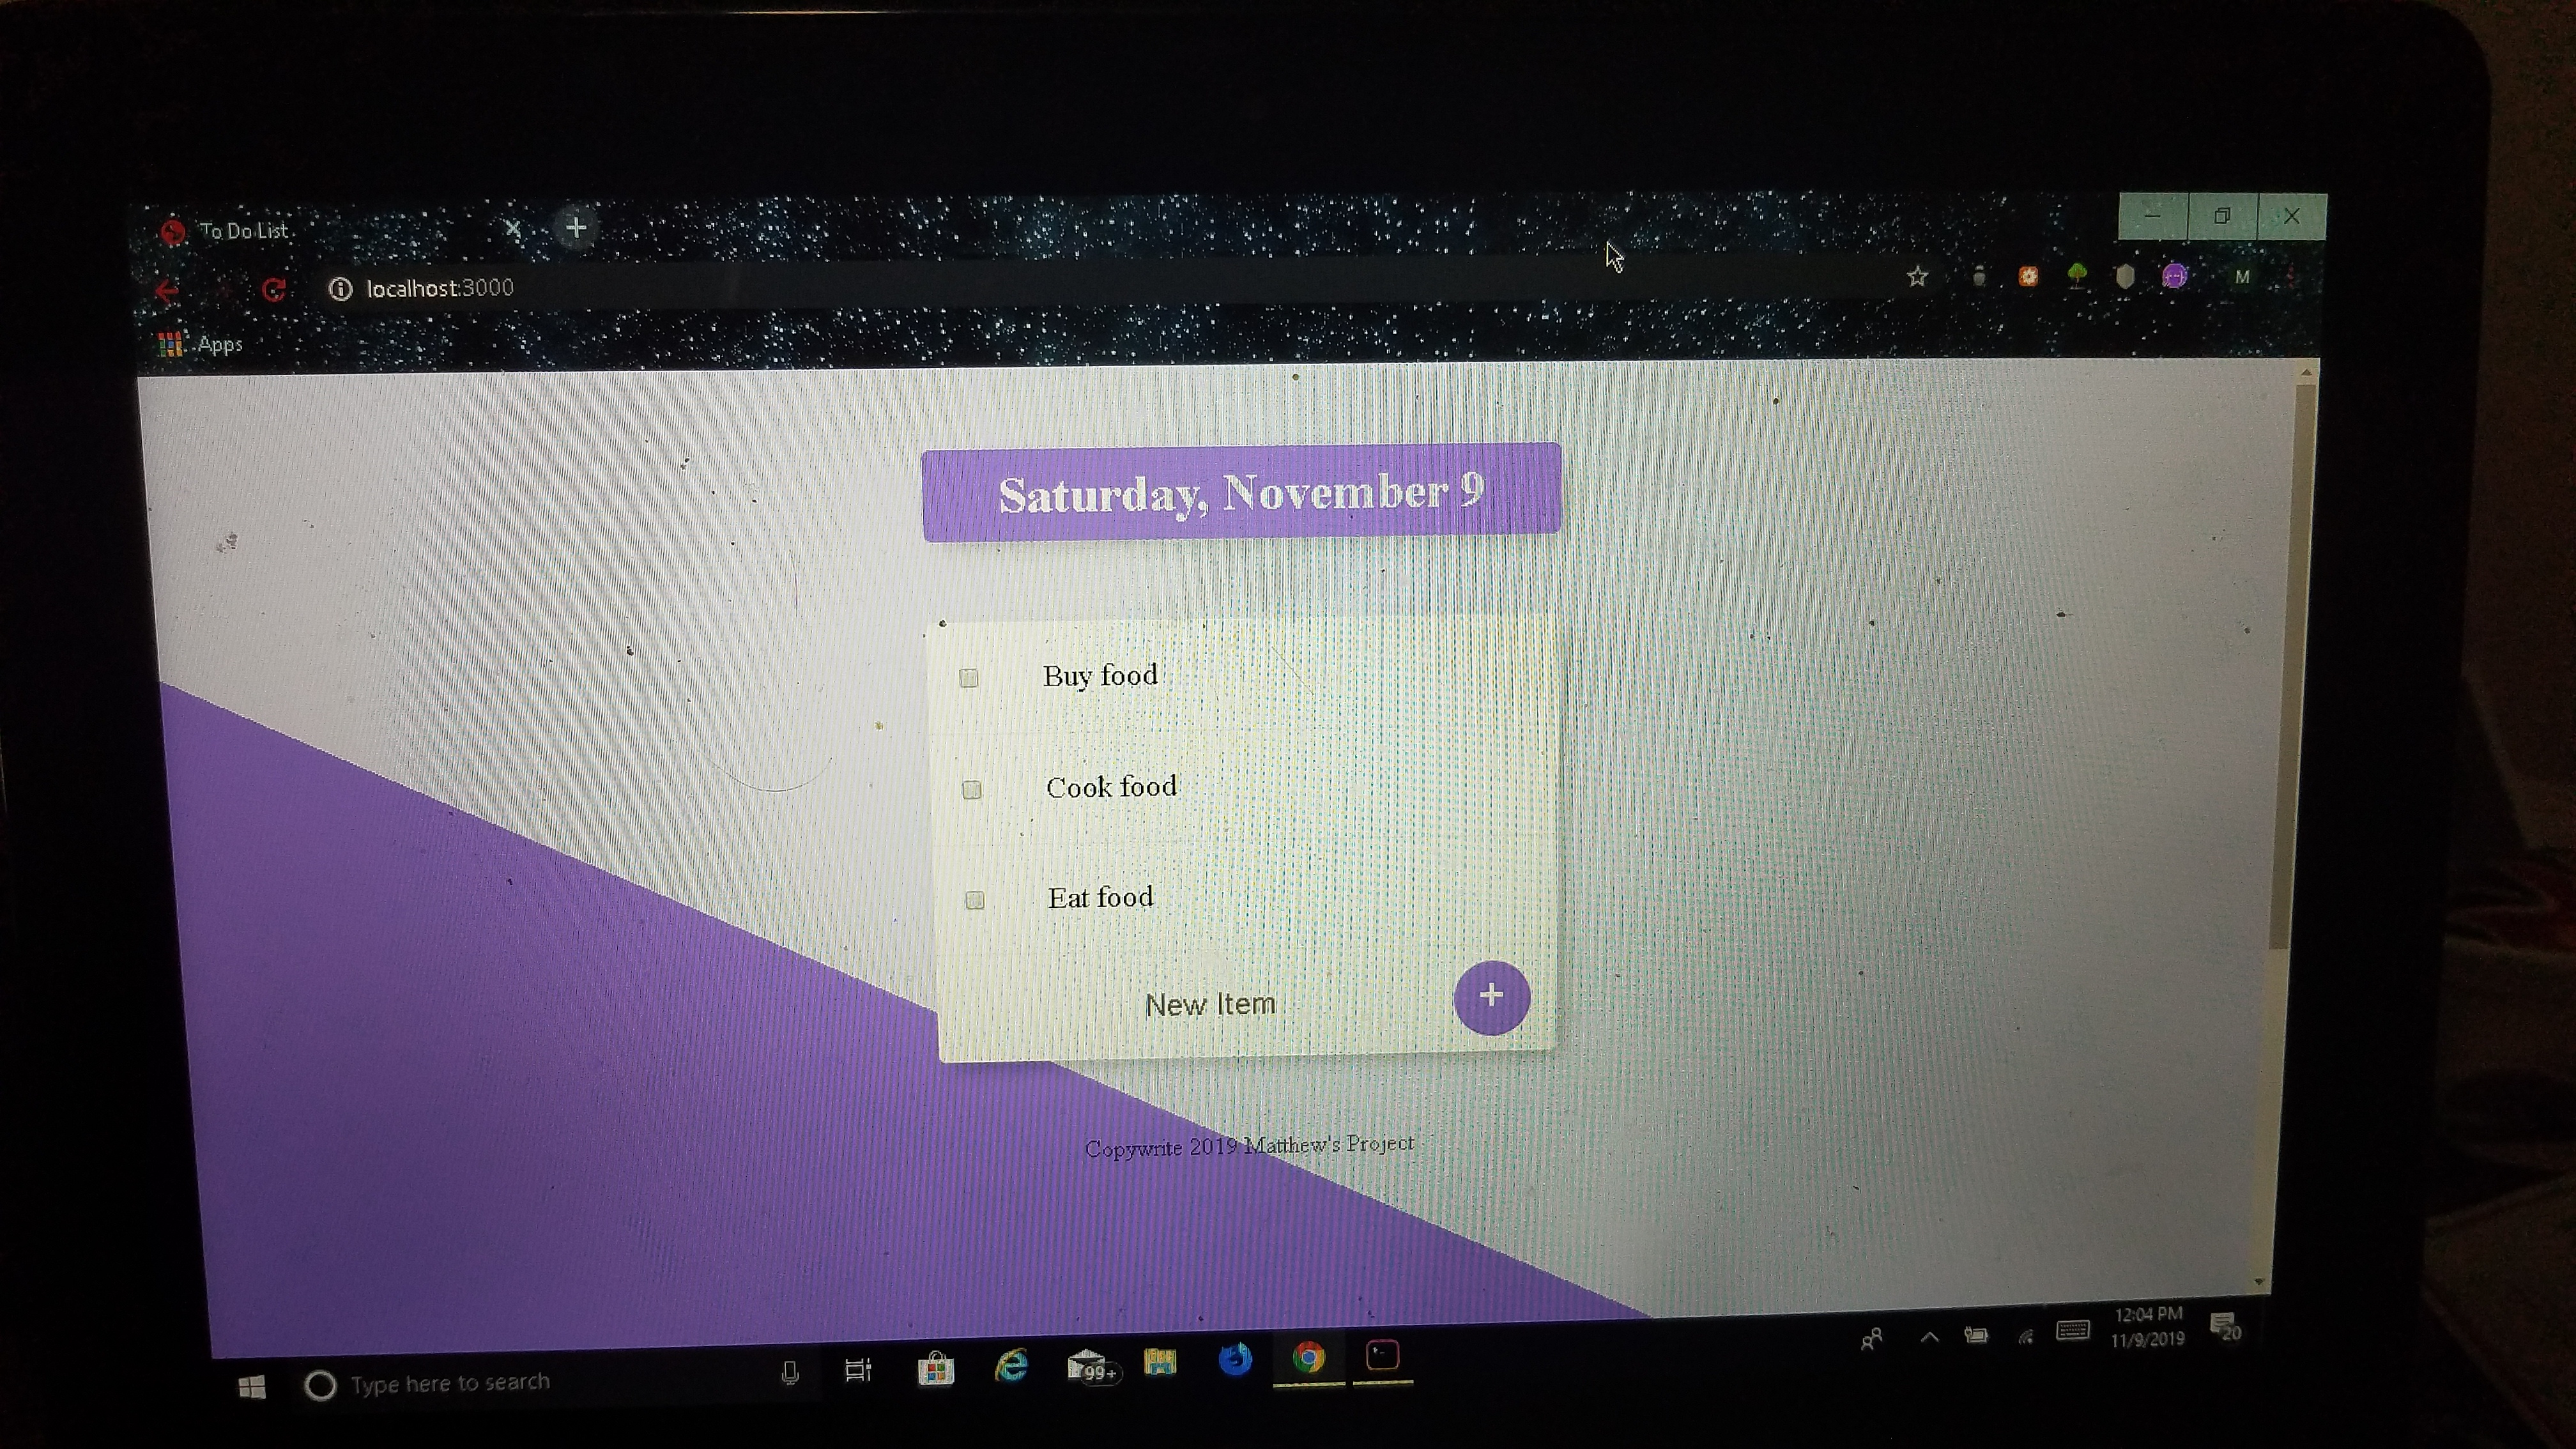 To Do List
localhost:3000
M
Apps
Saturday, November 9
Buy food
Cook food
Eat food
New Item
+
Copywrite 2019 Matthew's Project
Type here to search
99+
12:04 PM
11/9/2019
20